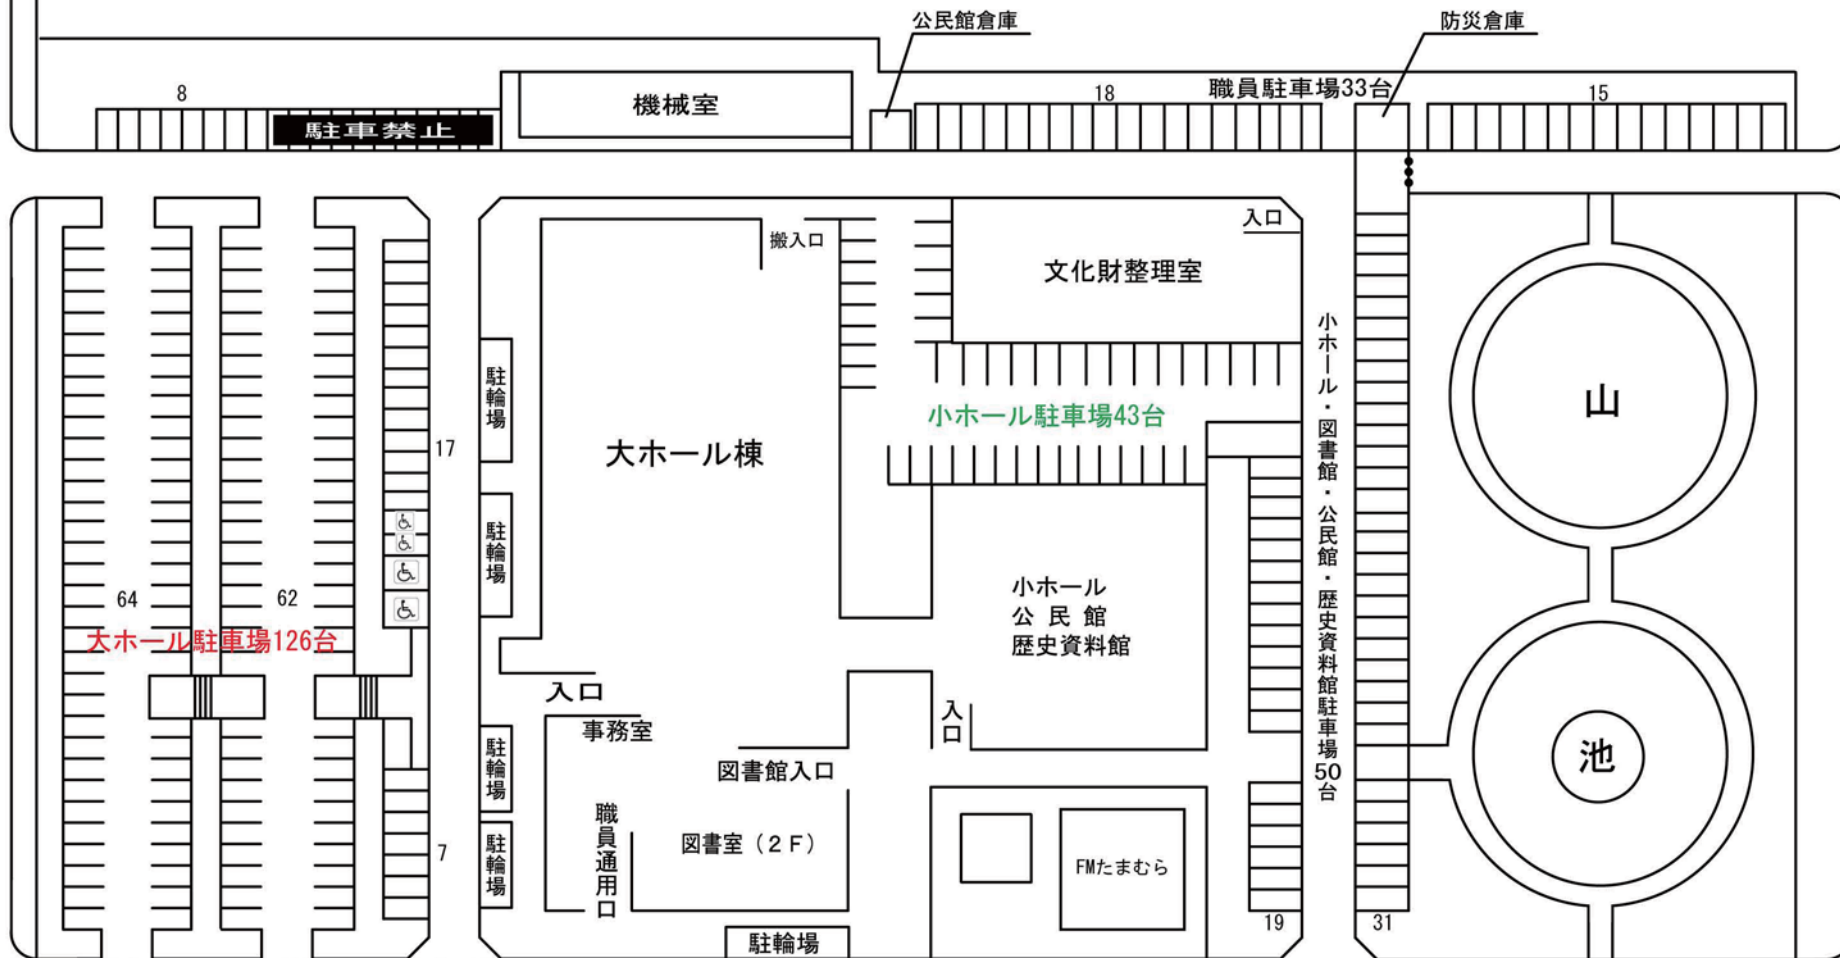 公民館倉庫
防災倉庫
8
機械室
18
職員駐車場33台
15
駐車禁止
搬入口
入口
文化財整理室
駐輪場
小ホール駐車場43台
山
大ホール棟
17
駐輪場
小ホール・図書館・公民館・歴史資料館駐車場50台
小ホール
公民館
歴史資料館
64
62
大ホール駐車場126台
入口
事務室
入口
駐輪場
図書館入口
池
職員通用口
図書室(2F)
7
駐輪場
FMたまむら
19
31
駐輪場